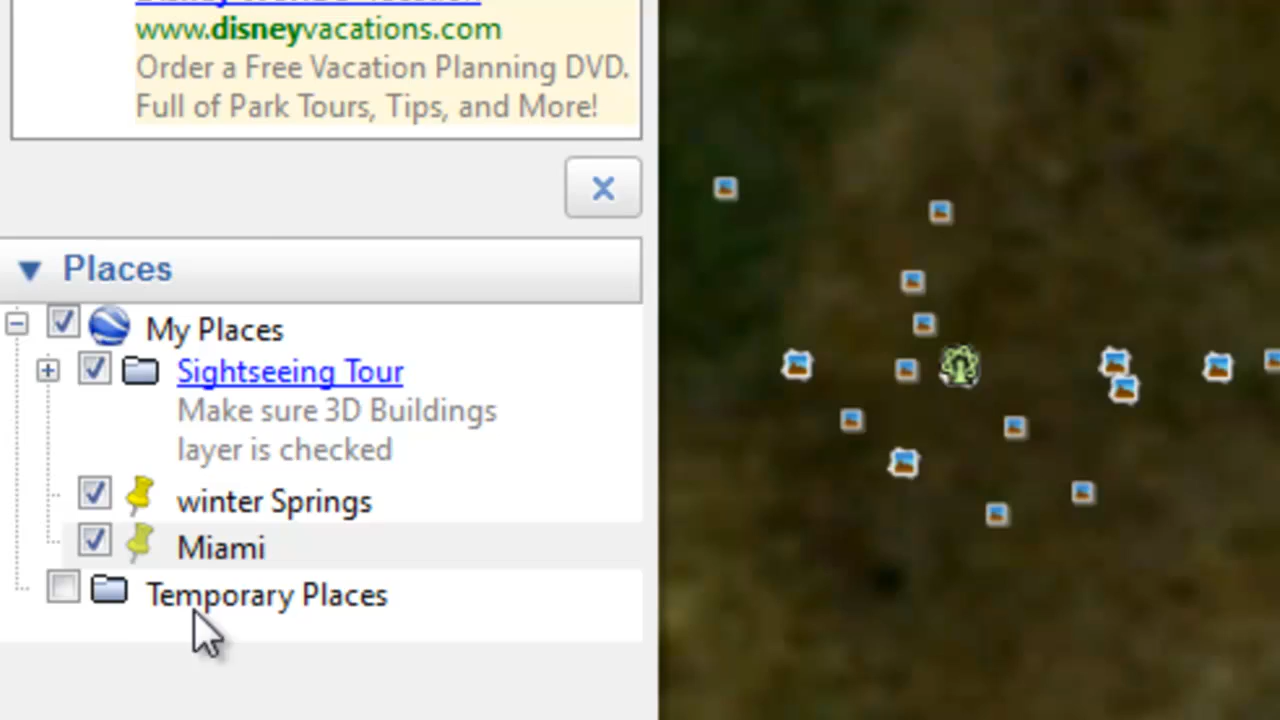 www.disneyvacations.com
Order a Free Vacation Planning DVD.
Full of Park Tours, Tips, and More!
Places
My Places
Sightseeing Tour
Make sure 3D Buildings
layer is checked
winter Springs
Miami
Temporary Places